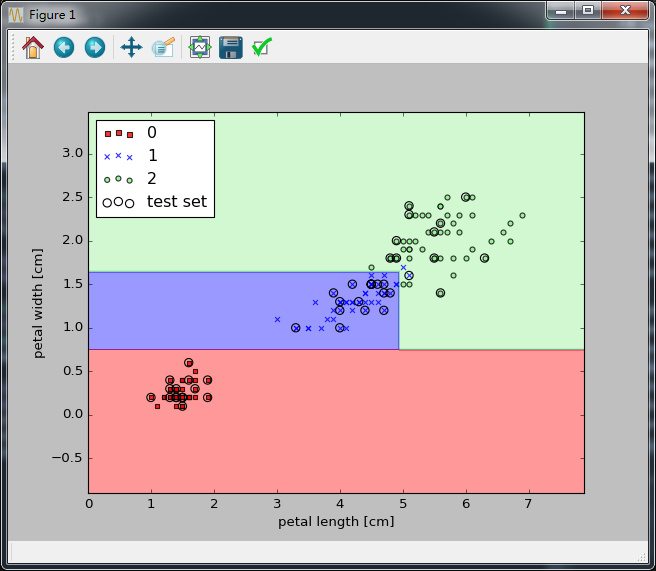 Figure 1
0
1
2
test set
3.0
2.5
2.0
1.5
1.0
0.5
0.0
−0.5
petal width [cm]
0 1 2 3 4 5 6 7
petal length [cm]